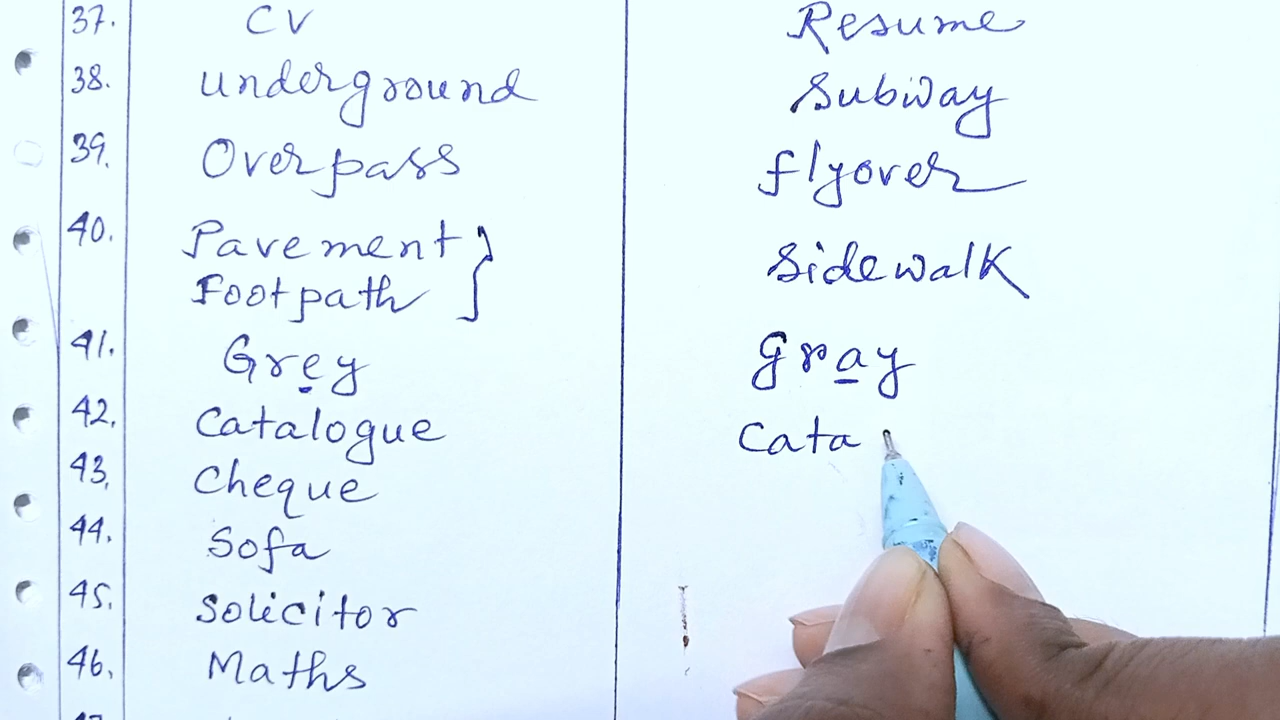 37. CV Resume
38. underground Subway
39. Overpass flyover
40. Pavement Sidewalk
Footpath
41. Grey gray
42. Catalogue Cata
43. Cheque
44. Sofa
45. Solicitor
46. Maths